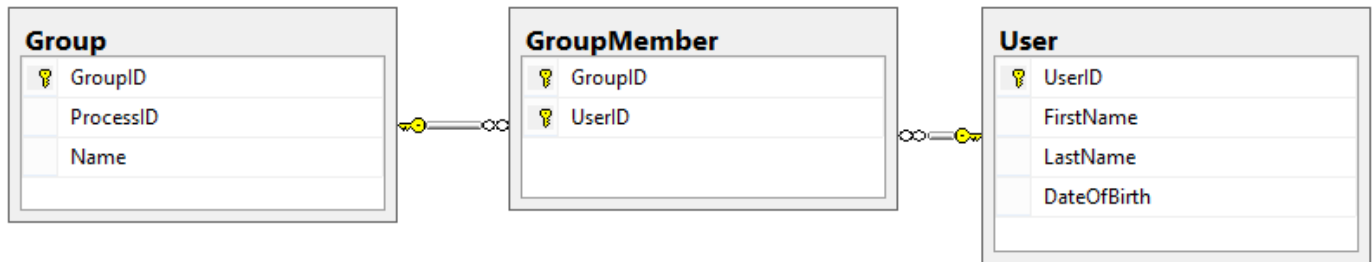 Group
GroupID
ProcessID
Name
GroupMember
GroupID
UserID
User
UserID
FirstName
LastName
DateOfBirth